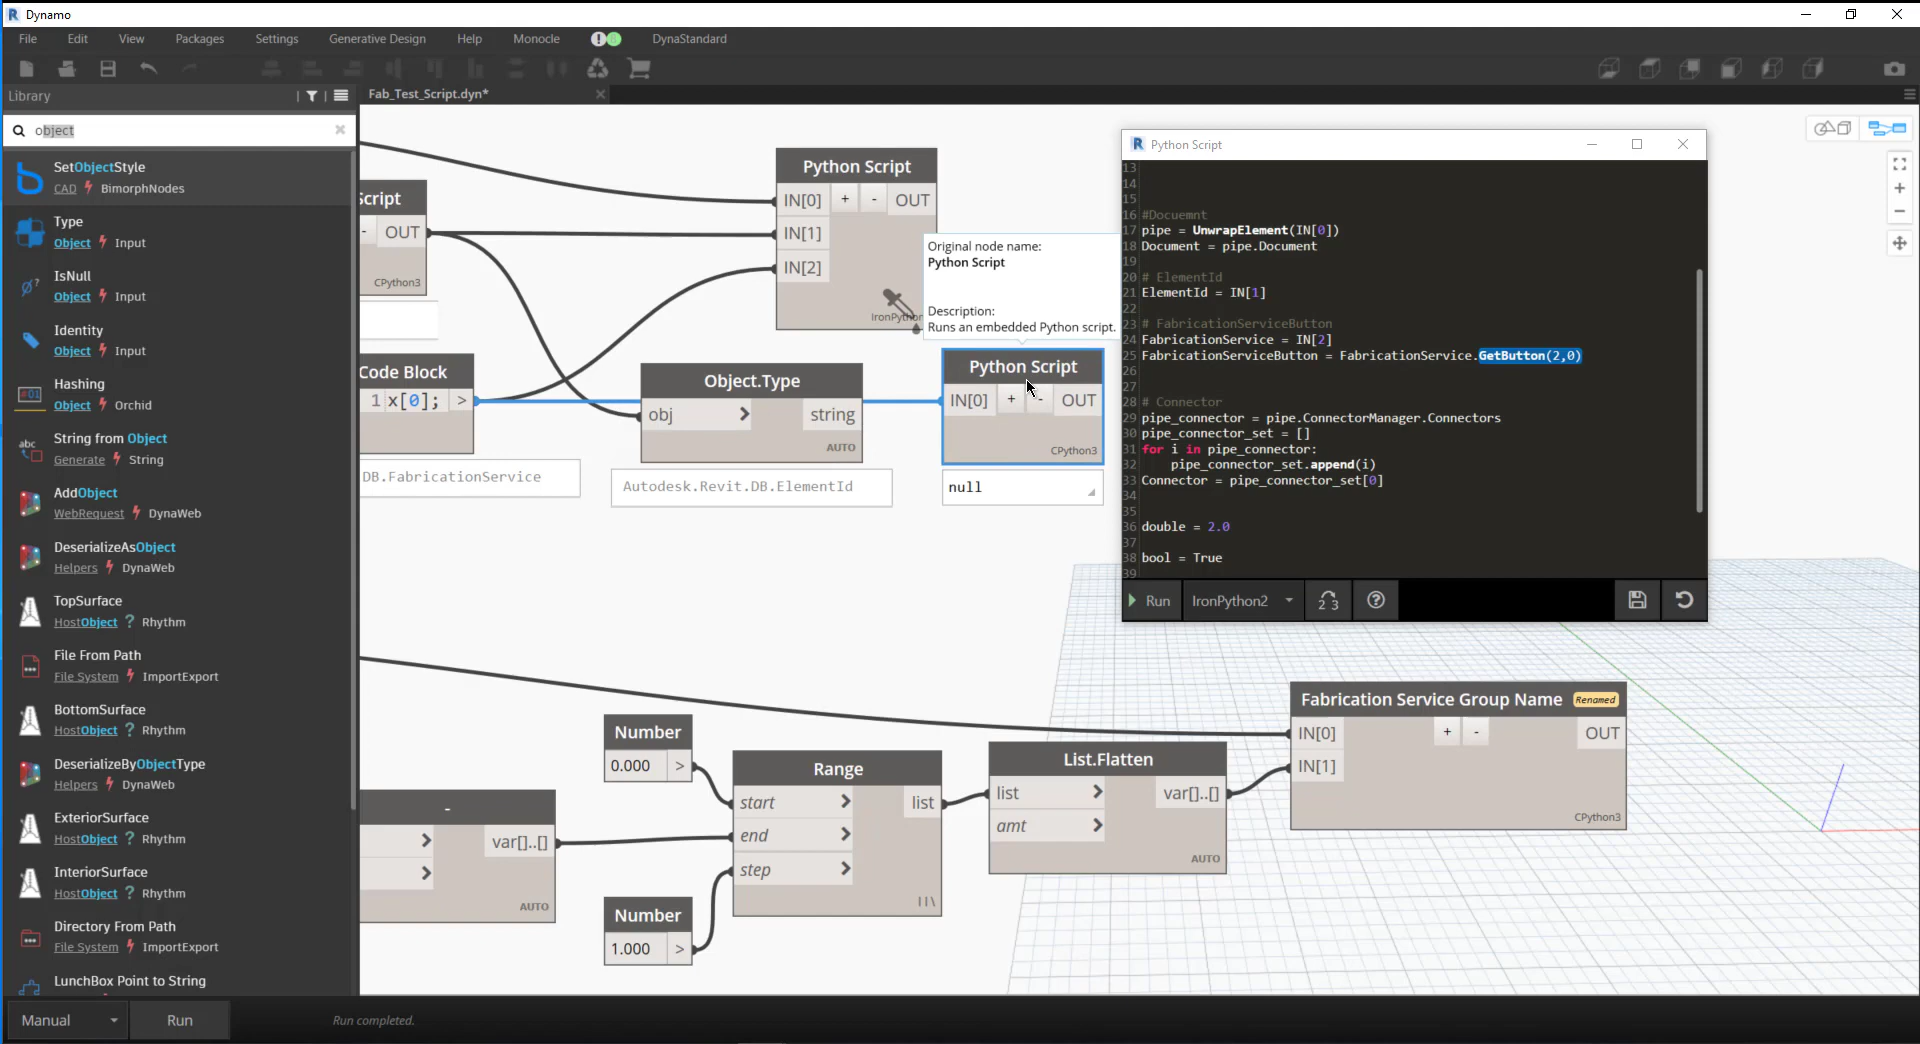 Dynamo
File Edit View Packages Settings Generative Design Help Monocle DynaStandard
Library
Fab_Test_Script.dyn*
object
SetObjectStyle
CAD BimorphNodes
Type
Object Input
IsNull
Object Input
Identity
Object Input
Hashing
Object Orchid
String from Object
Generate String
AddObject
WebRequest DynaWeb
DeserializeAsObject
Helpers DynaWeb
TopSurface
HostObject ? Rhythm
File From Path
File System ImportExport
BottomSurface
HostObject ? Rhythm
DeserializeByObjectType
Helpers DynaWeb
ExteriorSurface
HostObject ? Rhythm
InteriorSurface
HostObject ? Rhythm
Directory From Path
File System ImportExport
LunchBox Point to String
Manual
Run
Run completed.
Script
- OUT
CPython3
Code Block
1 x[0]; >
DB.FabricationService
Python Script
IN[0] + - OUT
IN[1]
IN[2]
IronPython
Original node name:
Python Script
Description:
Runs an embedded Python script.
Object.Type
obj > string
AUTO
Autodesk.Revit.DB.ElementId
Python Script
IN[0] + - OUT
CPython3
null
Python Script
13
14
15
16 #Docuemnt
17 pipe = UnwrapElement(IN[0])
18 Document = pipe.Document
19
20 # ElementId
21 ElementId = IN[1]
22
23 # FabricationServiceButton
24 FabricationService = IN[2]
25 FabricationServiceButton = FabricationService.GetButton(2,0)
26
27
28 # Connector
29 pipe_connector = pipe.ConnectorManager.Connectors
30 pipe_connector_set = []
31 for i in pipe_connector:
32 pipe_connector_set.append(i)
33 Connector = pipe_connector_set[0]
34
35
36 double = 2.0
37
38 bool = True
39
Run IronPython2
-
> var[]..[]
>
AUTO
Number
0.000 >
Number
1.000 >
Range
start > list
end >
step >
List.Flatten
list > var[]..[]
amt >
AUTO
Fabrication Service Group Name Renamed
IN[0] + - OUT
IN[1]
CPython3